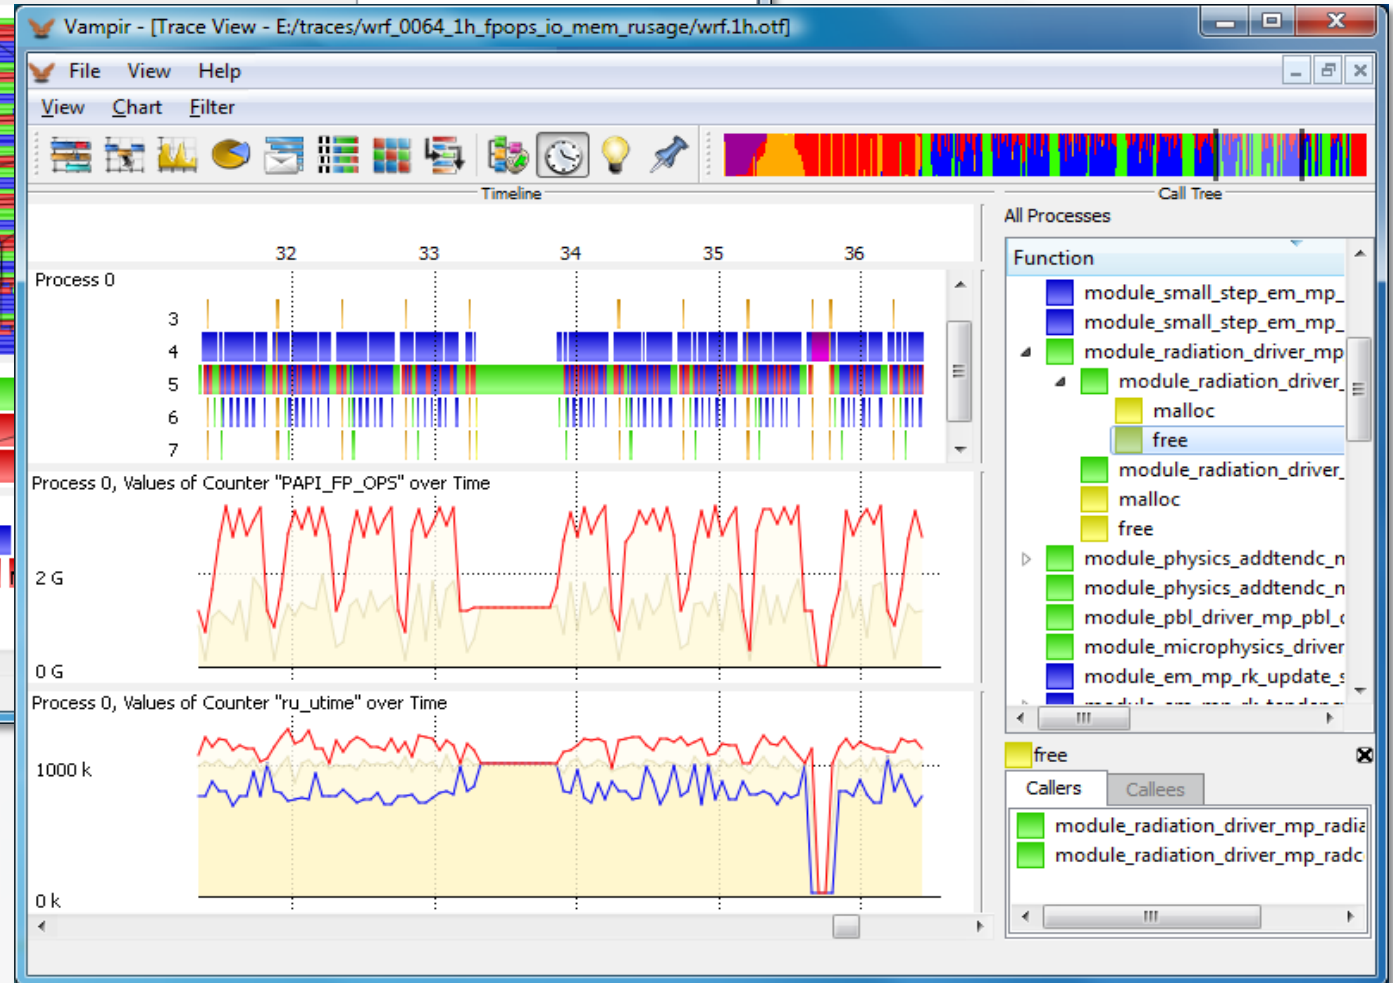 Vampir - [Trace View - E:/traces/wrf_0064_1h_fpops_io_mem_rusage/wrf.1h.otf]
File View Help
View Chart Filter
Timeline
32 33 34 35 36
Process 0
3
4
5
6
7
Process 0, Values of Counter "PAPI_FP_OPS" over Time
2 G
0 G
Process 0, Values of Counter "ru_utime" over Time
1000 k
0 k
Call Tree
All Processes
Function
module_small_step_em_mp_
module_small_step_em_mp_
module_radiation_driver_mp
module_radiation_driver_
malloc
free
module_radiation_driver_
malloc
free
module_physics_addtendc_n
module_physics_addtendc_n
module_pbl_driver_mp_pbl_c
module_microphysics_driver
module_em_mp_rk_update_s
free
Callers Callees
module_radiation_driver_mp_radia
module_radiation_driver_mp_radc